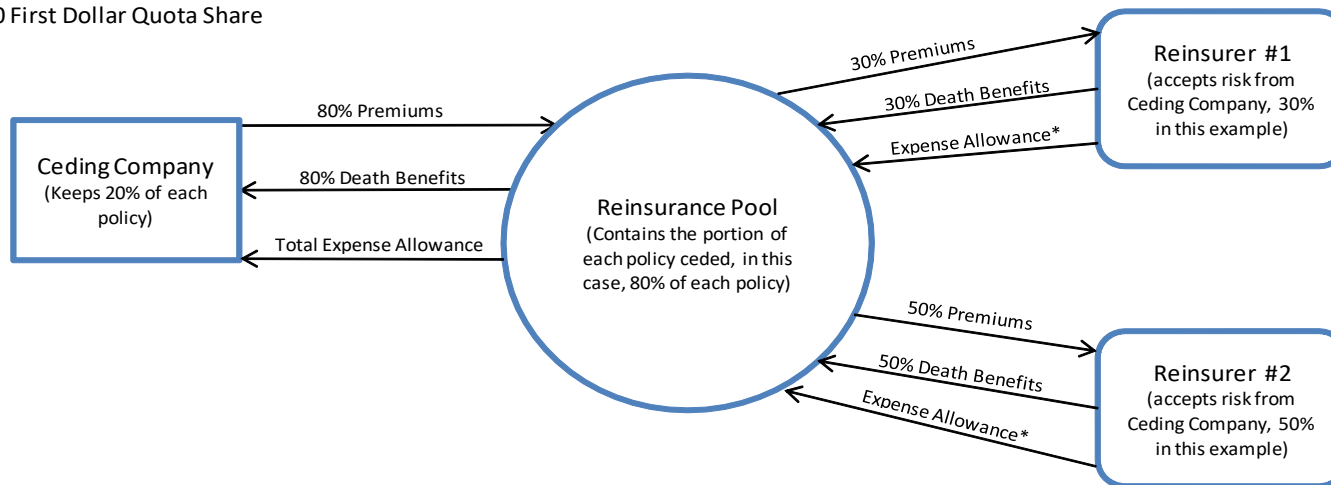 0 First Dollar Quota Share
Ceding Company
(Keeps 20% of each
policy)
80% Premiums
80% Death Benefits
Total Expense Allowance
Reinsurance Pool
(Contains the portion of
each policy ceded, in this
case, 80% of each policy)
30% Premiums
30% Death Benefits
Expense Allowance*
Reinsurer #1
(accepts risk from
Ceding Company, 30%
in this example)
50% Premiums
50% Death Benefits
Expense Allowance*
Reinsurer #2
(accepts risk from
Ceding Company, 50%
in this example)